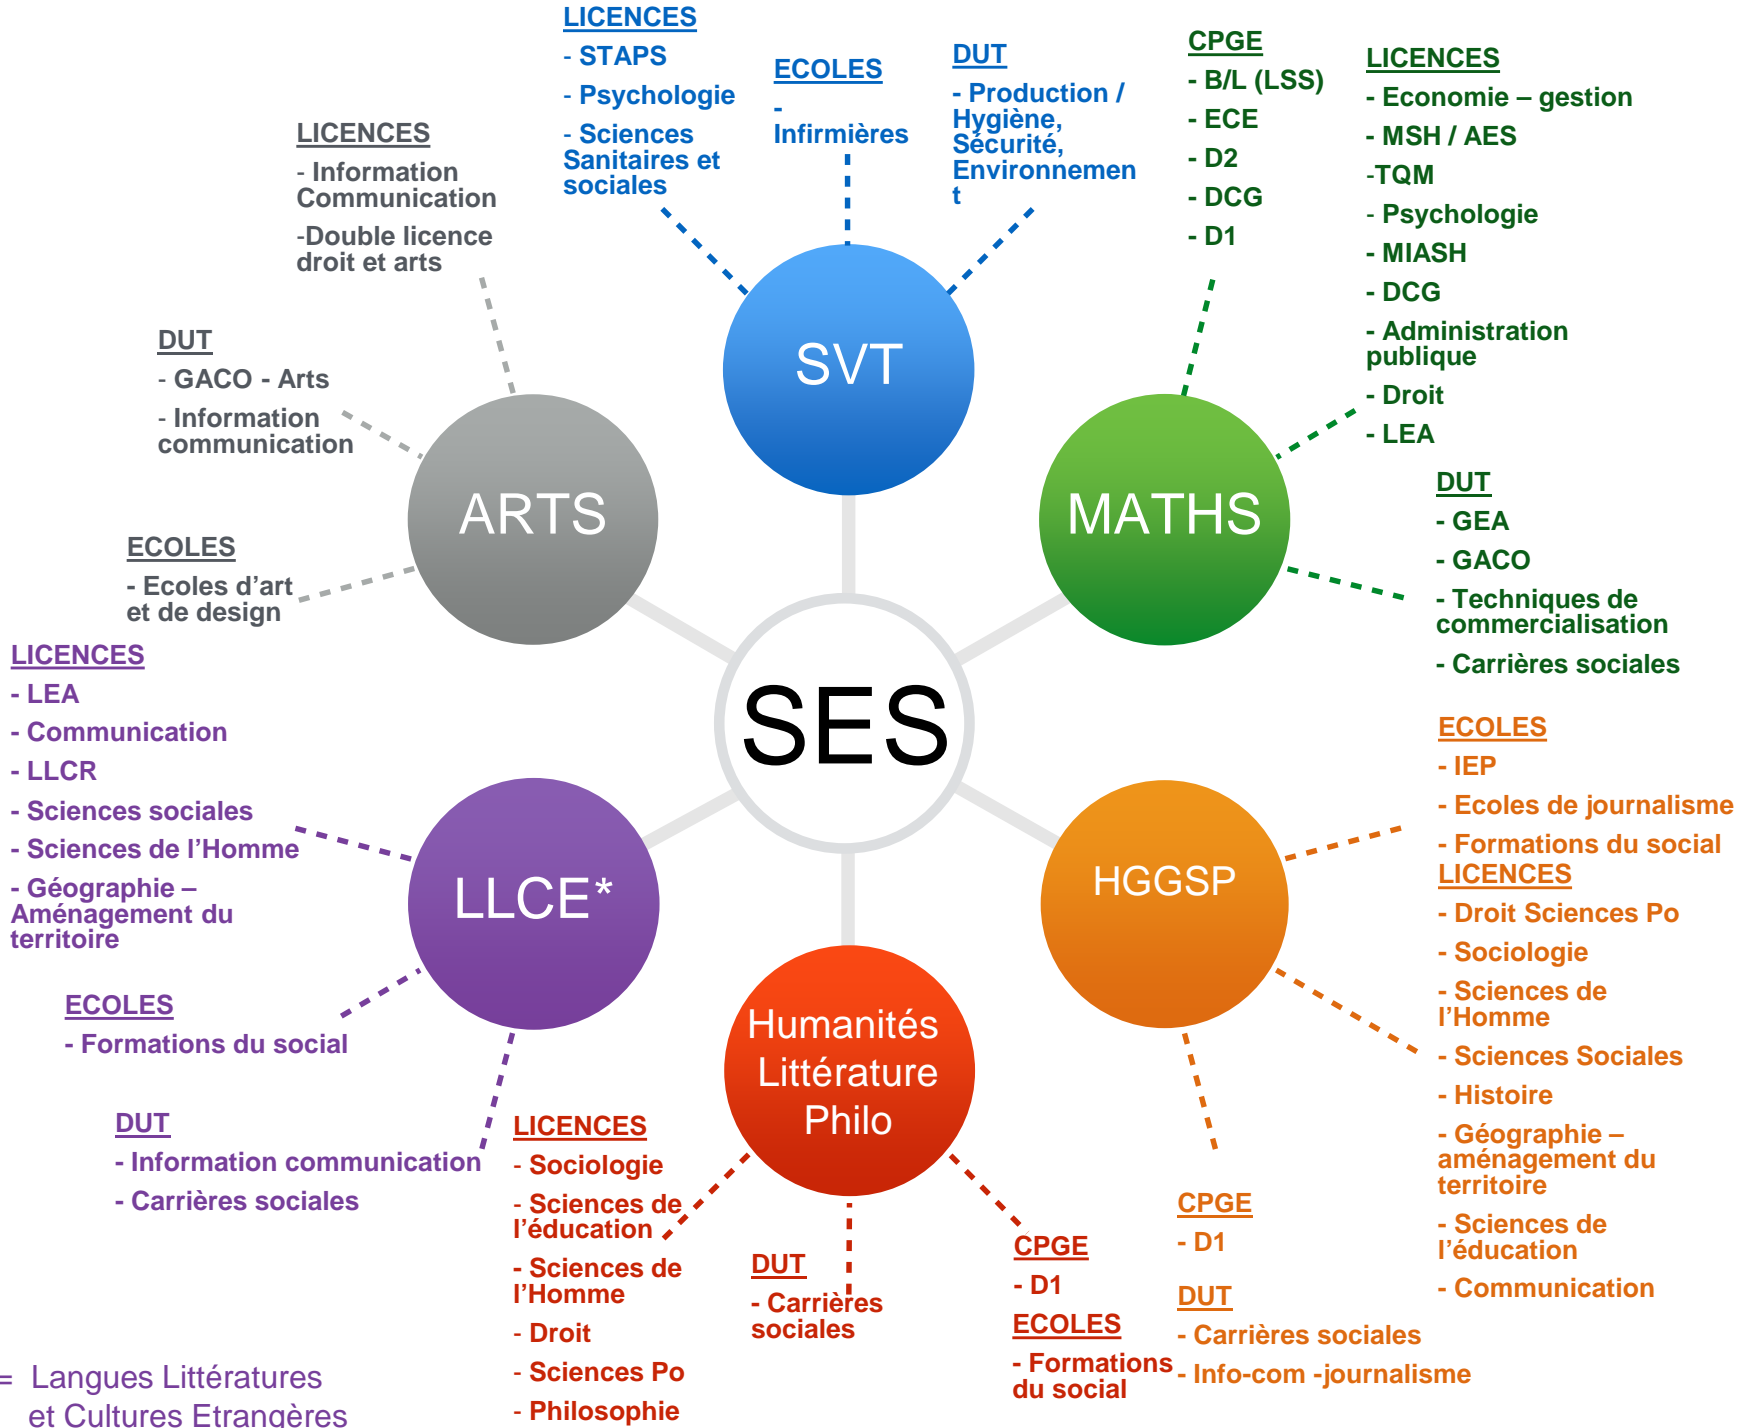 LICENCES
- STAPS
- Psychologie
- Sciences
Sanitaires et
sociales
ECOLES
-
Infirmières
DUT
- Production /
Hygiène,
Sécurité,
Environnemen
t
CPGE
- B/L (LSS)
- ECE
- D2
- DCG
- D1
LICENCES
- Economie – gestion
- MSH / AES
-TQM
- Psychologie
- MIASH
- DCG
- Administration
publique
- Droit
- LEA
LICENCES
- Information
Communication
-Double licence
droit et arts
DUT
- GACO - Arts
- Information
communication
ECOLES
- Ecoles d’art
et de design
SVT
ARTS
MATHS
DUT
- GEA
- GACO
- Techniques de
commercialisation
- Carrières sociales
SES
LICENCES
- LEA
- Communication
- LLCR
- Sciences sociales
- Sciences de l’Homme
- Géographie –
Aménagement du
territoire
LLCE*
HGGSP
ECOLES
- IEP
- Ecoles de journalisme
- Formations du social
LICENCES
- Droit Sciences Po
- Sociologie
- Sciences de
l’Homme
- Sciences Sociales
- Histoire
- Géographie –
aménagement du
territoire
- Sciences de
l’éducation
- Communication
ECOLES
- Formations du social
DUT
- Information communication
- Carrières sociales
Humanités
Littérature
Philo
LICENCES
- Sociologie
- Sciences de
l’éducation
- Sciences de
l’Homme
- Droit
- Sciences Po
- Philosophie
DUT
- Carrières
sociales
CPGE
- D1
ECOLES
- Formations
du social
CPGE
- D1
DUT
- Carrières sociales
- Info-com -journalisme
= Langues Littératures
et Cultures Etrangères